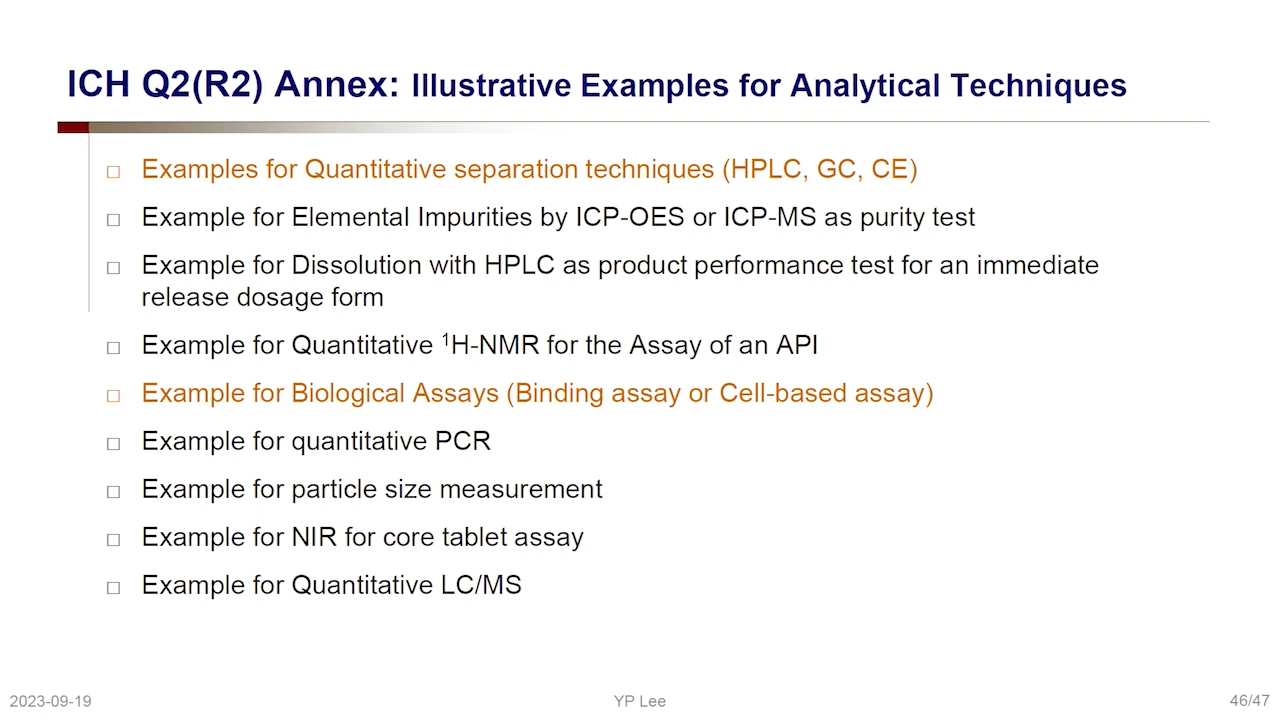 ICH Q2(R2) Annex: Illustrative Examples for Analytical Techniques
Examples for Quantitative separation techniques (HPLC, GC, CE)
Example for Elemental Impurities by ICP-OES or ICP-MS as purity test
Example for Dissolution with HPLC as product performance test for an immediate
release dosage form
Example for Quantitative ¹H-NMR for the Assay of an API
Example for Biological Assays (Binding assay or Cell-based assay)
Example for quantitative PCR
Example for particle size measurement
Example for NIR for core tablet assay
Example for Quantitative LC/MS
2023-09-19
YP Lee
46/47